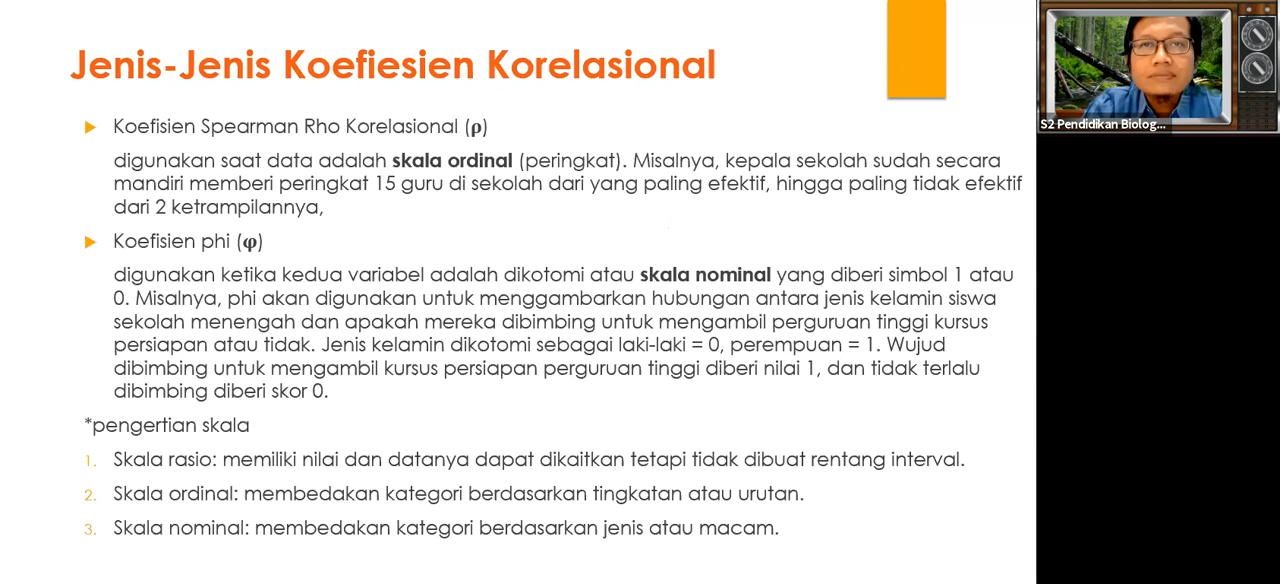 Jenis-Jenis Koefiesien Korelasional
Koefisien Spearman Rho Korelasional (ρ)
digunakan saat data adalah skala ordinal (peringkat). Misalnya, kepala sekolah sudah secara
mandiri memberi peringkat 15 guru di sekolah dari yang paling efektif, hingga paling tidak efektif
dari 2 ketrampilannya,
Koefisien phi (φ)
digunakan ketika kedua variabel adalah dikotomi atau skala nominal yang diberi simbol 1 atau
0. Misalnya, phi akan digunakan untuk menggambarkan hubungan antara jenis kelamin siswa
sekolah menengah dan apakah mereka dibimbing untuk mengambil perguruan tinggi kursus
persiapan atau tidak. Jenis kelamin dikotomi sebagai laki-laki = 0, perempuan = 1. Wujud
dibimbing untuk mengambil kursus persiapan perguruan tinggi diberi nilai 1, dan tidak terlalu
dibimbing diberi skor 0.
*pengertian skala
1. Skala rasio: memiliki nilai dan datanya dapat dikaitkan tetapi tidak dibuat rentang interval.
2. Skala ordinal: membedakan kategori berdasarkan tingkatan atau urutan.
3. Skala nominal: membedakan kategori berdasarkan jenis atau macam.
S2 Pendidikan Biolog...